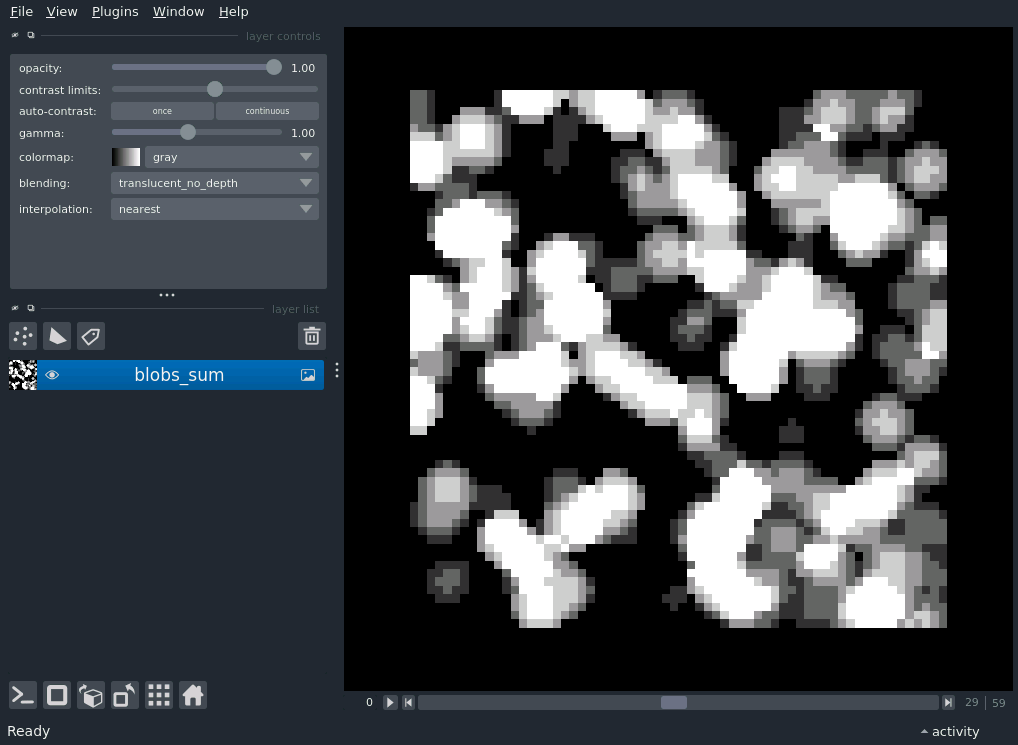 File View Plugins Window Help
layer controls
opacity: 1.00
contrast limits:
auto-contrast: once continuous
gamma: 1.00
colormap: gray
blending: translucent_no_depth
interpolation: nearest
layer list
blobs_sum
0 29 59
Ready activity